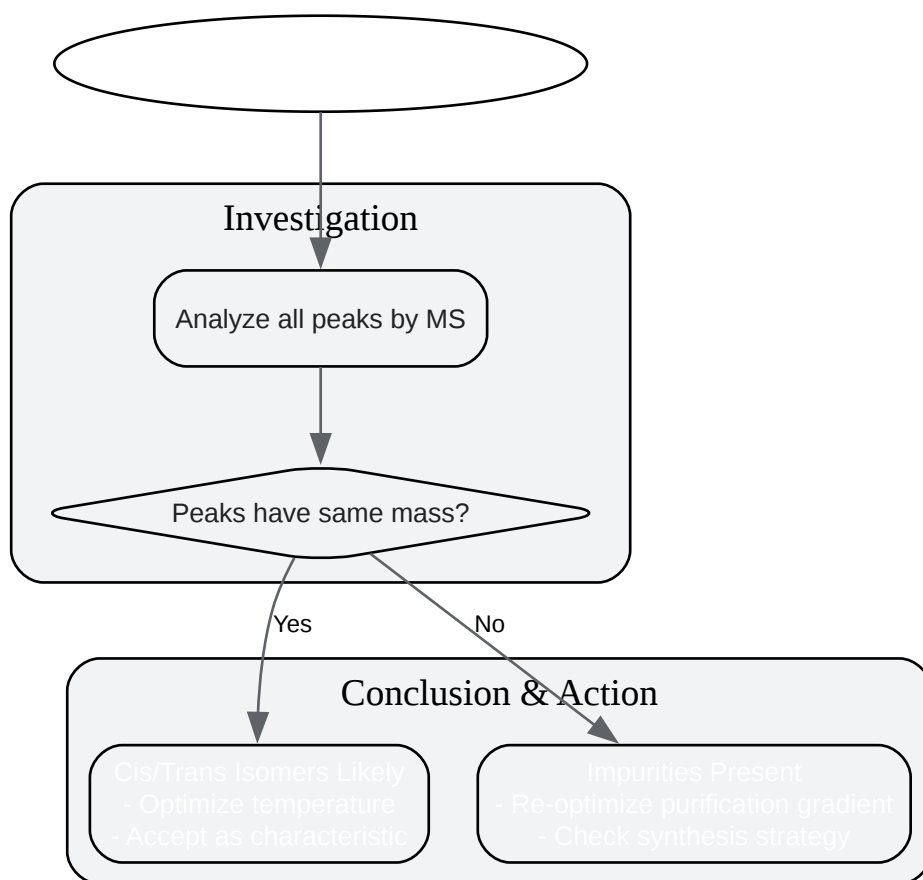 Investigation
Analyze all peaks by MS
Peaks have same mass?
Yes
No
Conclusion & Action
Cis/Trans Isomers Likely
- Optimize temperature
- Accept as characteristic
Impurities Present
- Re-optimize purification gradient
- Check synthesis strategy